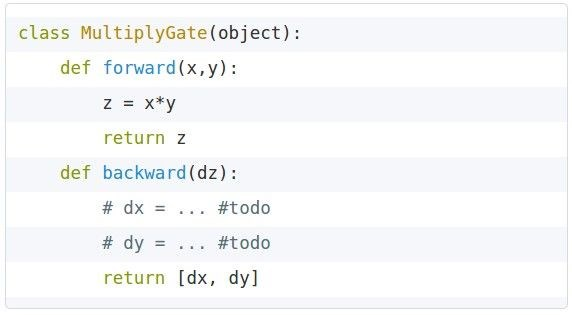 class MultiplyGate(object):
    def forward(x,y):
        z = x*y
        return z
    def backward(dz):
        # dx = ... #todo
        # dy = ... #todo
        return [dx, dy]